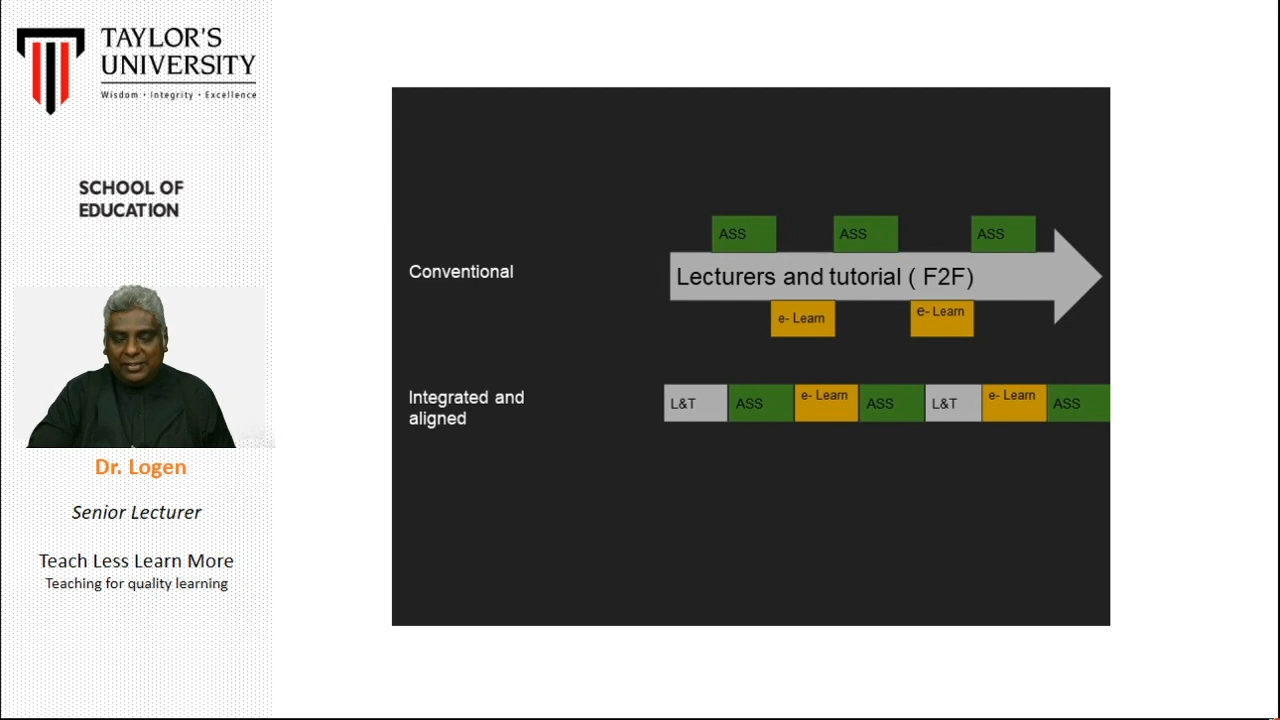 TAYLOR'S
UNIVERSITY
Wisdom · Integrity · Excellence
SCHOOL OF
EDUCATION
Dr. Logen
Senior Lecturer
Teach Less Learn More
Teaching for quality learning
ASS
ASS
ASS
Conventional
Lecturers and tutorial ( F2F)
e- Learn
e- Learn
Integrated and
aligned
L&T
ASS
e- Learn
ASS
L&T
e- Learn
ASS